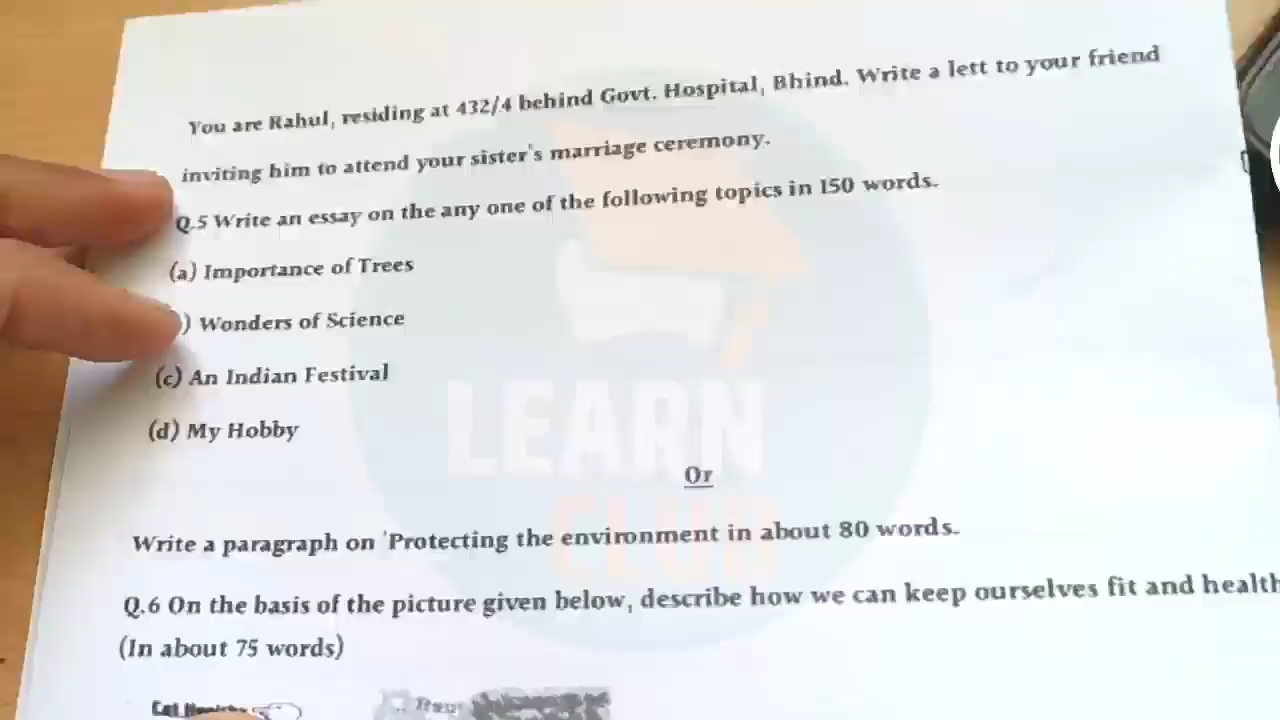 You are Rahul, residing at 432/4 behind Govt. Hospital, Bhind. Write a lett to your friend
inviting him to attend your sister's marriage ceremony.
Q.5 Write an essay on the any one of the following topics in 150 words.
(a) Importance of Trees
) Wonders of Science
(c) An Indian Festival
(d) My Hobby
LEARN
CLUB
Or
Write a paragraph on 'Protecting the environment in about 80 words.
Q.6 On the basis of the picture given below, describe how we can keep ourselves fit and health
(In about 75 words)